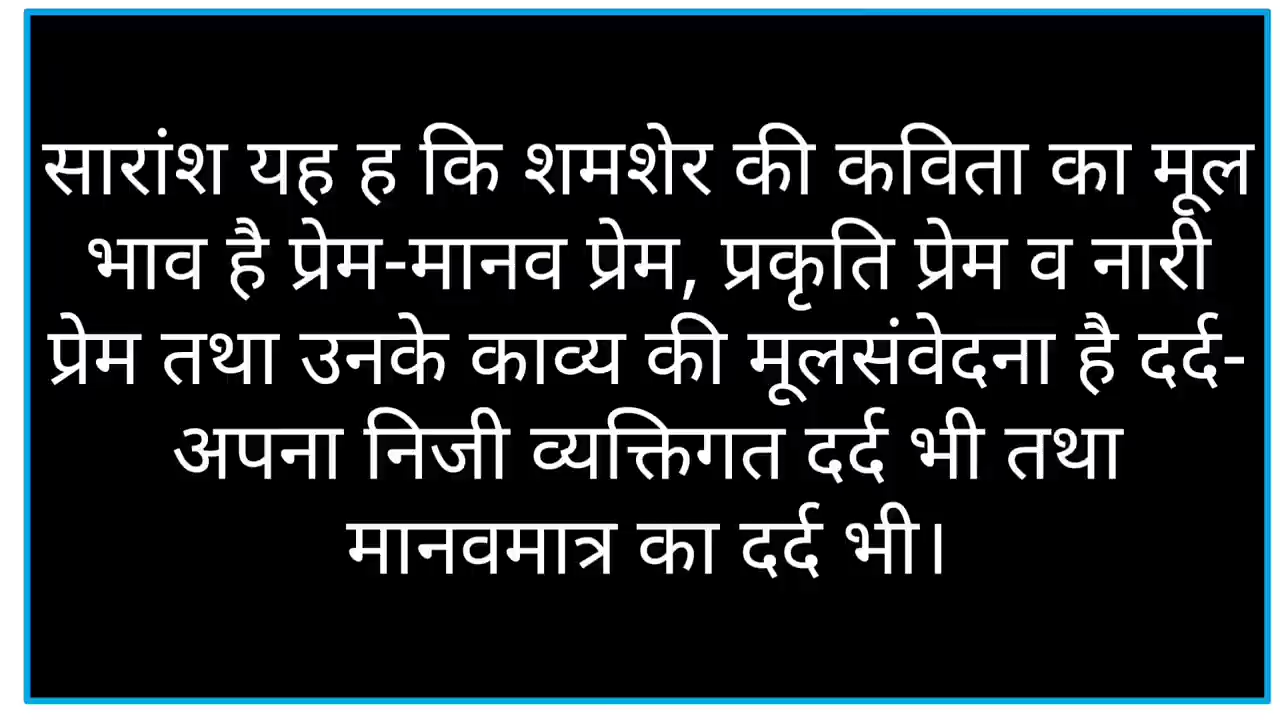 सारांश यह ह कि शमशेर की कविता का मूल
भाव है प्रेम-मानव प्रेम, प्रकृति प्रेम व नारी
प्रेम तथा उनके काव्य की मूलसंवेदना है दर्द-
अपना निजी व्यक्तिगत दर्द भी तथा
मानवमात्र का दर्द भी।